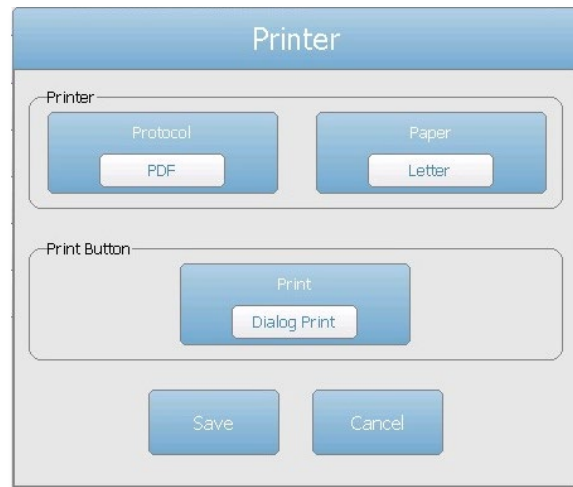 Printer
Printer
Protocol
Paper
PDF
Letter
Print Button
Print
Dialog Print
Save
Cancel